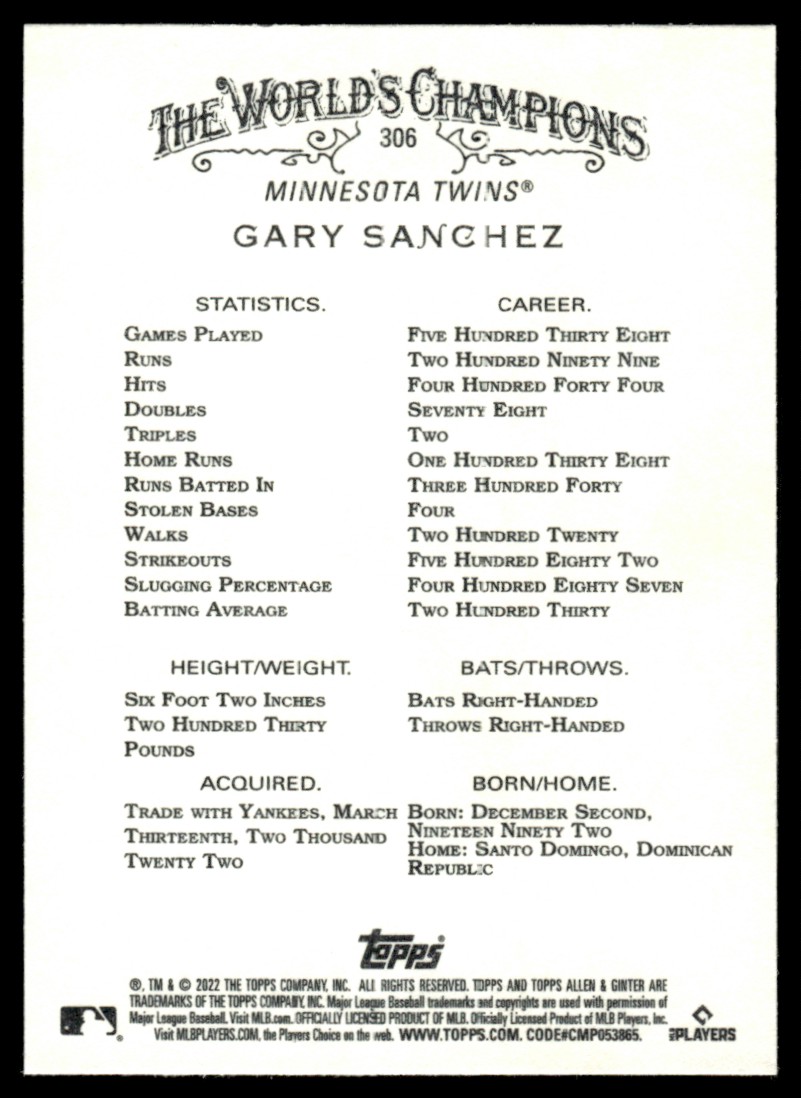 THE WORLD'S CHAMPIONS
306
MINNESOTA TWINS®
GARY SANCHEZ
STATISTICS. CAREER.
GAMES PLAYED FIVE HUNDRED THIRTY EIGHT
RUNS TWO HUNDRED NINETY NINE
HITS FOUR HUNDRED FORTY FOUR
DOUBLES SEVENTY EIGHT
TRIPLES TWO
HOME RUNS ONE HUNDRED THIRTY EIGHT
RUNS BATTED IN THREE HUNDRED FORTY
STOLEN BASES FOUR
WALKS TWO HUNDRED TWENTY
STRIKEOUTS FIVE HUNDRED EIGHTY TWO
SLUGGING PERCENTAGE FOUR HUNDRED EIGHTY SEVEN
BATTING AVERAGE TWO HUNDRED THIRTY
HEIGHT/WEIGHT.
SIX FOOT TWO INCHES
TWO HUNDRED THIRTY
POUNDS
BATS/THROWS.
BATS RIGHT-HANDED
THROWS RIGHT-HANDED
ACQUIRED.
TRADE WITH YANKEES, MARCH
THIRTEENTH, TWO THOUSAND
TWENTY TWO
BORN/HOME.
BORN: DECEMBER SECOND,
NINETEEN NINETY TWO
HOME: SANTO DOMINGO, DOMINICAN
REPUBLIC
topps®
®, TM & © 2022 THE TOPPS COMPANY, INC. ALL RIGHTS RESERVED. TOPPS AND TOPPS ALLEN & GINTER ARE
TRADEMARKS OF THE TOPPS COMPANY, INC. Major League Baseball trademarks and copyrights are used with permission of
Major League Baseball. Visit MLB.com. OFFICIALLY LICENSED PRODUCT OF MLB. Officially Licensed Product of MLB Players, Inc.
Visit MLBPLAYERS.COM, the Players Choice on the web. WWW.TOPPS.COM. CODE#CMP053865.
MLB PLAYERS